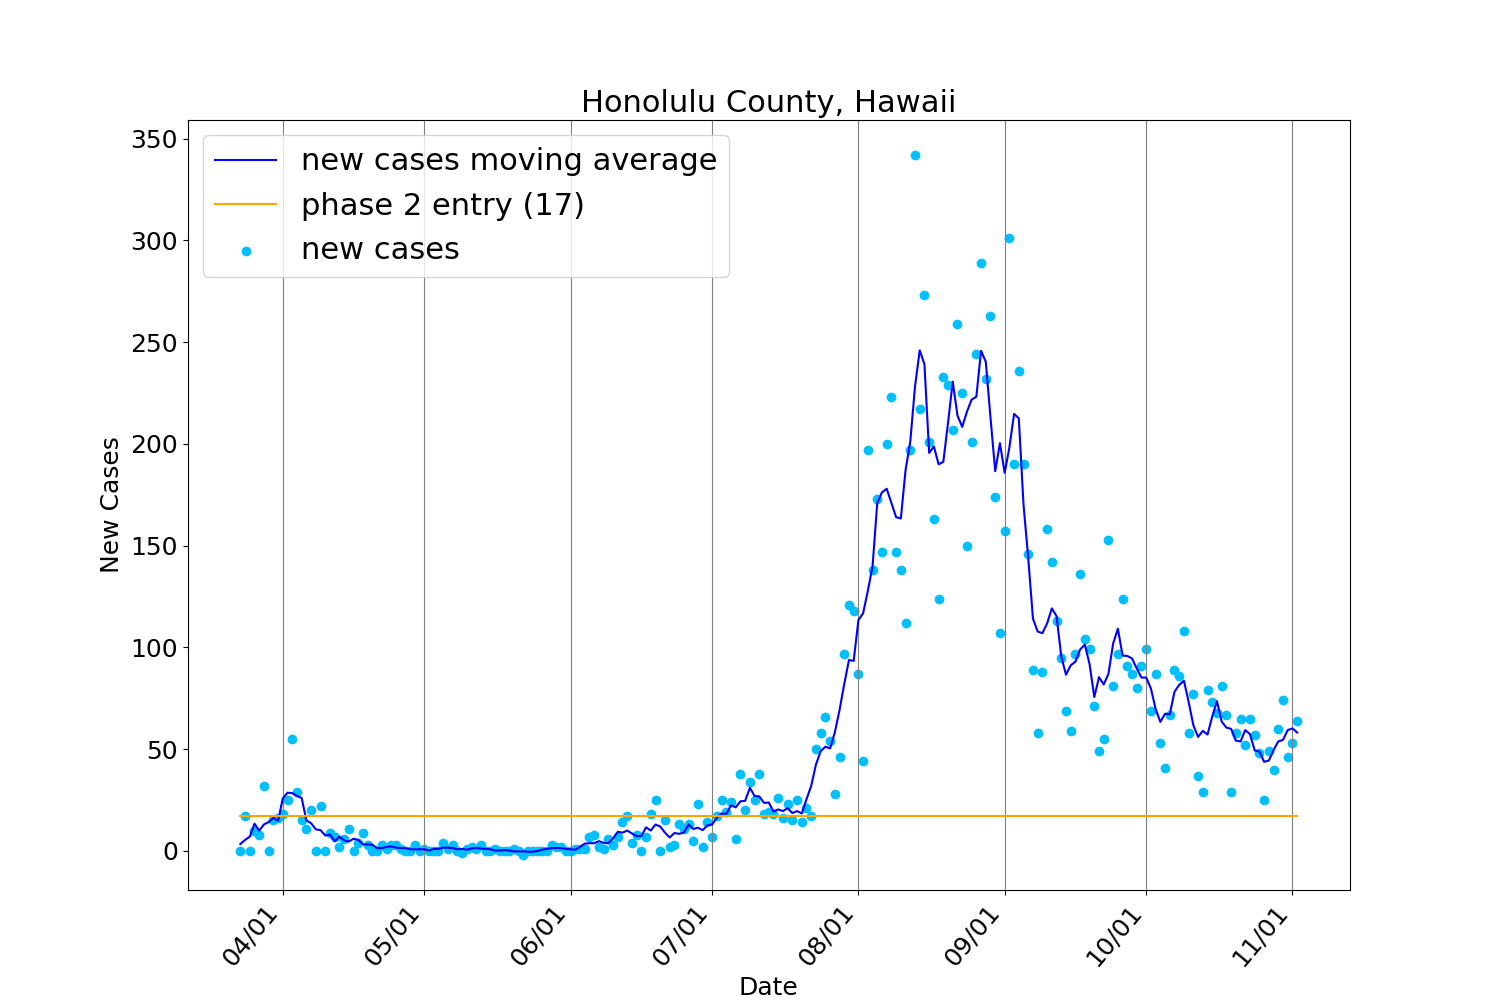 Honolulu County, Hawaii
new cases moving average
phase 2 entry (17)
new cases
350
300
250
200
150
100
50
0
New Cases
04/01
05/01
06/01
07/01
08/01
09/01
10/01
11/01
Date